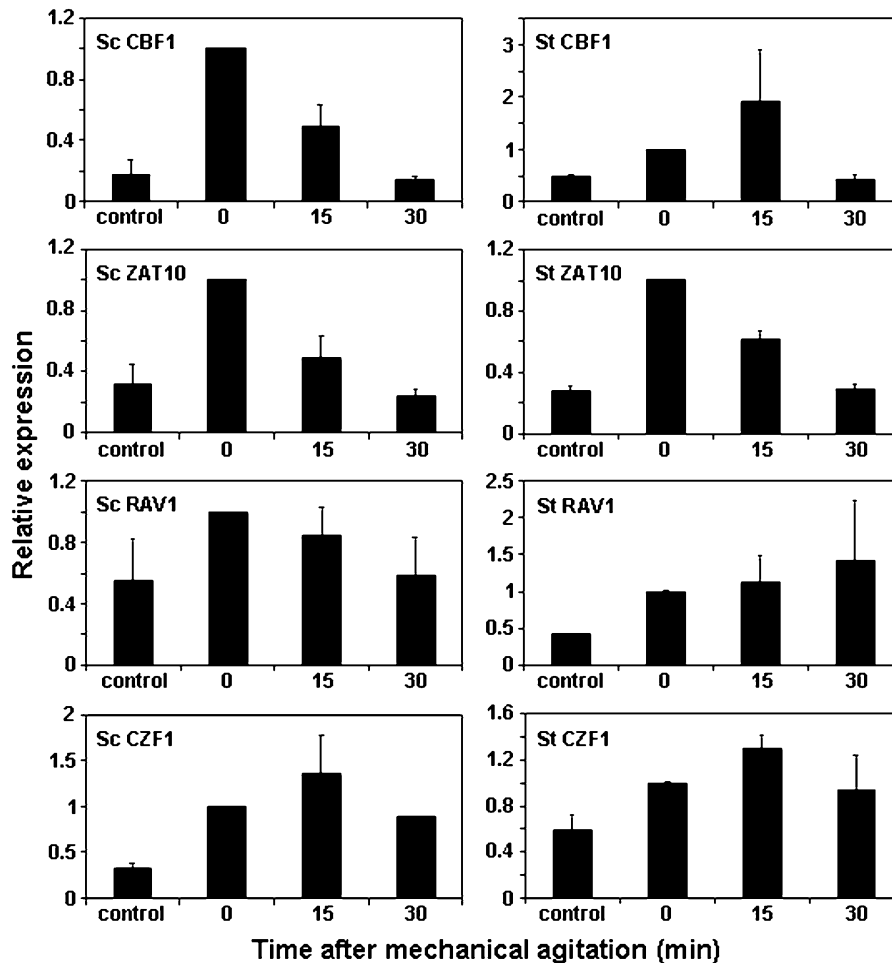 Relative expression
Sc CBF1
1.2
0.8
0.4
0
control 0 15 30
St CBF1
3
2
1
0
control 0 15 30
Sc ZAT10
1.2
0.8
0.4
0
control 0 15 30
St ZAT10
1.2
0.8
0.4
0
control 0 15 30
Sc RAV1
1.2
0.8
0.4
0
control 0 15 30
St RAV1
2.5
2
1.5
1
0.5
0
control 0 15 30
Sc CZF1
2
1.5
1
0.5
0
control 0 15 30
St CZF1
1.6
1.2
0.8
0.4
0
control 0 15 30
Time after mechanical agitation (min)